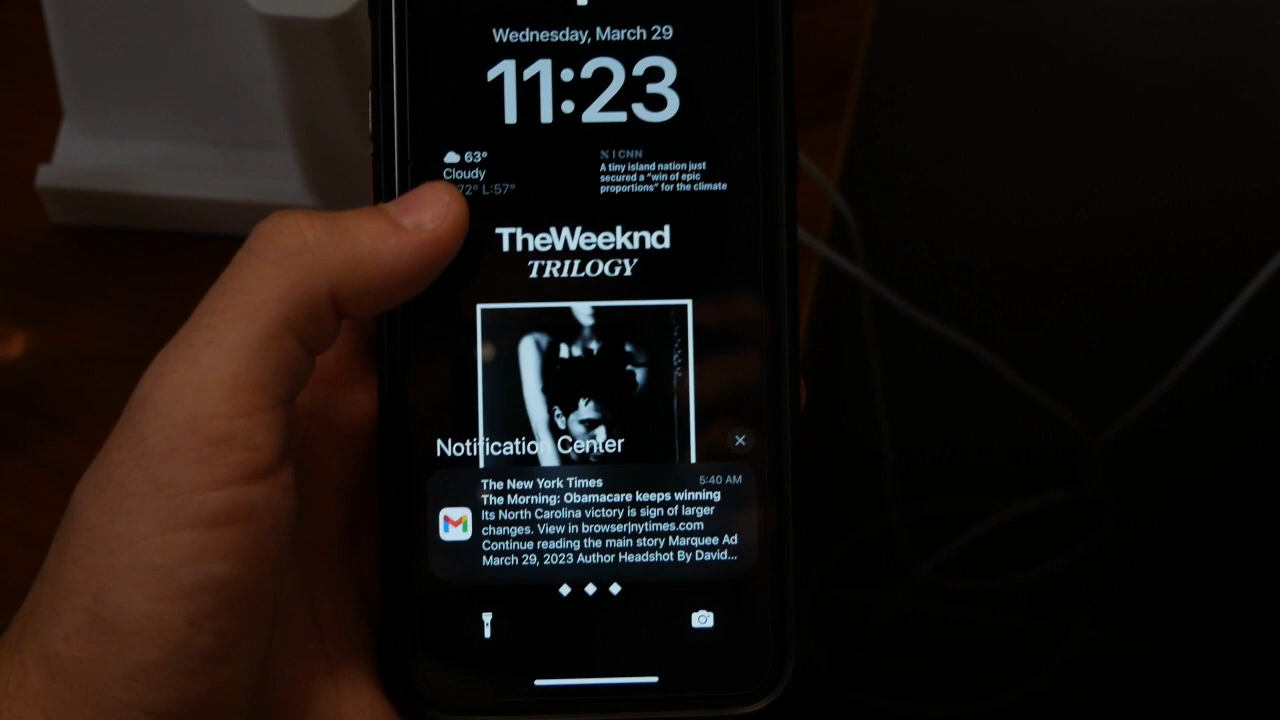 Wednesday, March 29
11:23
63°
Cloudy
72° L:57°
N | CNN
A tiny island nation just
secured a "win of epic
proportions" for the climate
TheWeeknd
TRILOGY
Notification Center
The New York Times 5:40 AM
The Morning: Obamacare keeps winning
Its North Carolina victory is sign of larger
changes. View in browser|nytimes.com
Continue reading the main story Marquee Ad
March 29, 2023 Author Headshot By David...